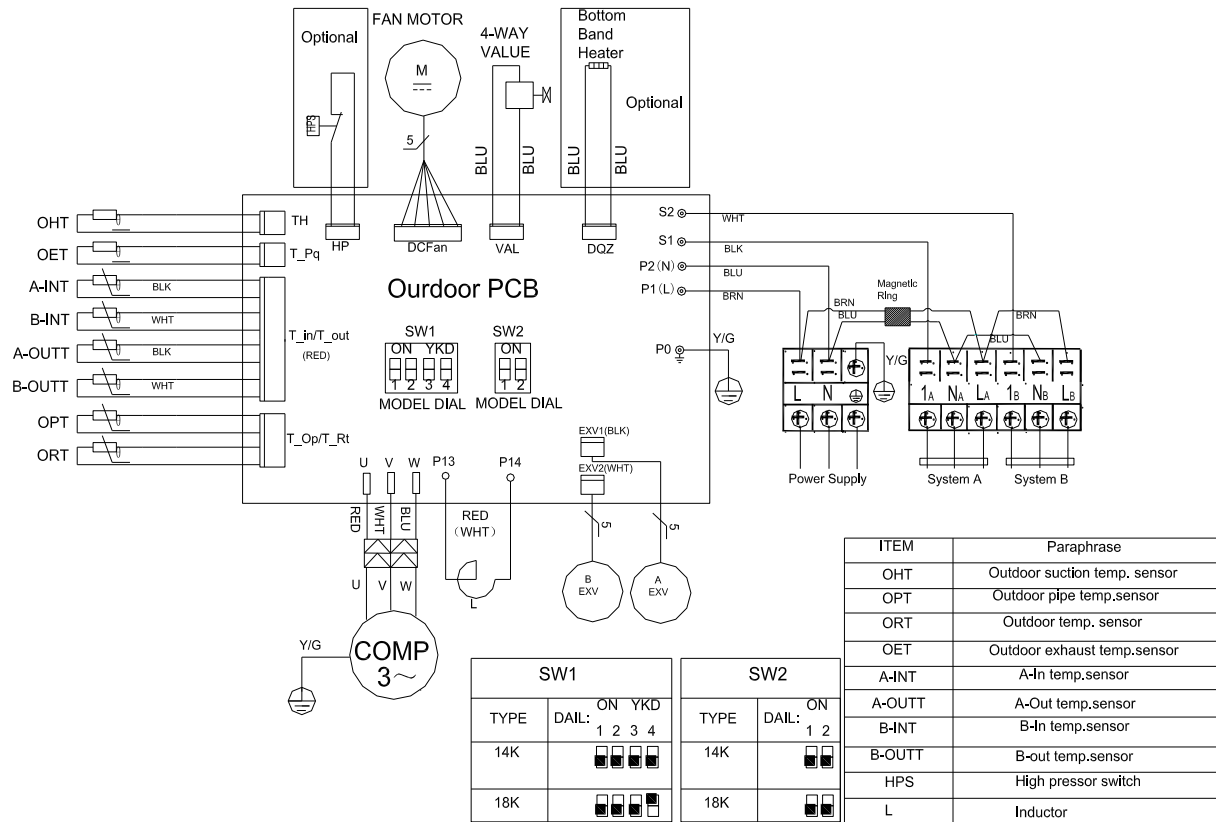 FAN MOTOR
4-WAY
VALUE
Bottom
Band
Heater
Optional
Optional
M
HPS
5
BLU
BLU
BLU
BLU
HP
DCFan
VAL
DQZ
OHT
OET
A-INT
BLK
B-INT
WHT
A-OUTT
BLK
B-OUTT
WHT
OPT
ORT
TH
T_Pq
T_in/T_out
(RED)
T_Op/T_Rt
Ourdoor PCB
SW1
ON YKD
1 2 3 4
MODEL DIAL
SW2
ON
1 2
MODEL DIAL
S2
WHT
S1
BLK
P2(N)
BLU
P1(L)
BRN
P0
Y/G
Magnetic
Ring
BRN
BLU
BRN
BLU
Y/G
L N
1A NA LA 1B NB LB
Power Supply
System A
System B
U V W
P13
P14
RED
WHT
BLU
RED
(WHT)
L
U V W
COMP
3~
Y/G
EXV1(BLK)
EXV2(WHT)
5
5
B
EXV
A
EXV
SW1
TYPE DAIL: ON YKD
1 2 3 4
14K
18K
SW2
TYPE DAIL: ON
1 2
14K
18K
ITEM Paraphrase
OHT Outdoor suction temp. sensor
OPT Outdoor pipe temp.sensor
ORT Outdoor temp. sensor
OET Outdoor exhaust temp.sensor
A-INT A-In temp.sensor
A-OUTT A-Out temp.sensor
B-INT B-In temp.sensor
B-OUTT B-out temp.sensor
HPS High pressor switch
L Inductor